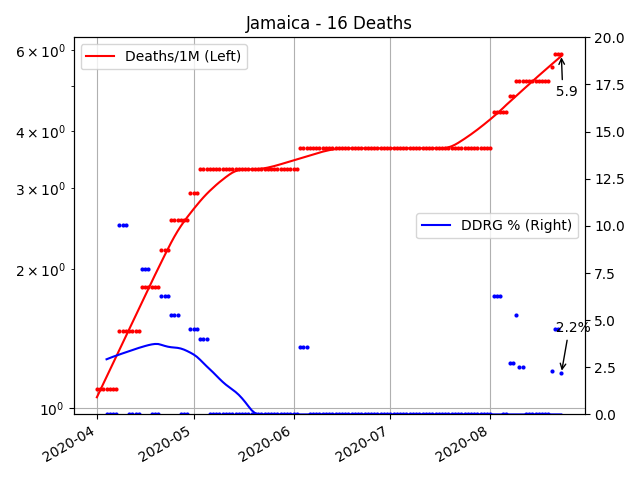 Jamaica - 16 Deaths
Deaths/1M (Left)
DDRG % (Right)
5.9
2.2%
6 × 10⁰
4 × 10⁰
3 × 10⁰
2 × 10⁰
10⁰
20.0
17.5
15.0
12.5
10.0
7.5
5.0
2.5
0.0
2020-04
2020-05
2020-06
2020-07
2020-08